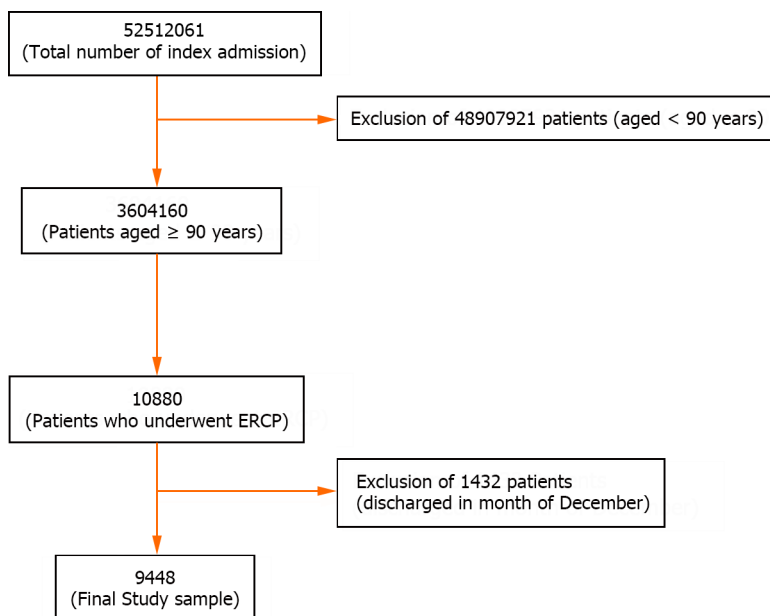 52512061
(Total number of index admission)
Exclusion of 48907921 patients (aged < 90 years)
3604160
(Patients aged ≥ 90 years)
10880
(Patients who underwent ERCP)
Exclusion of 1432 patients
(discharged in month of December)
9448
(Final Study sample)